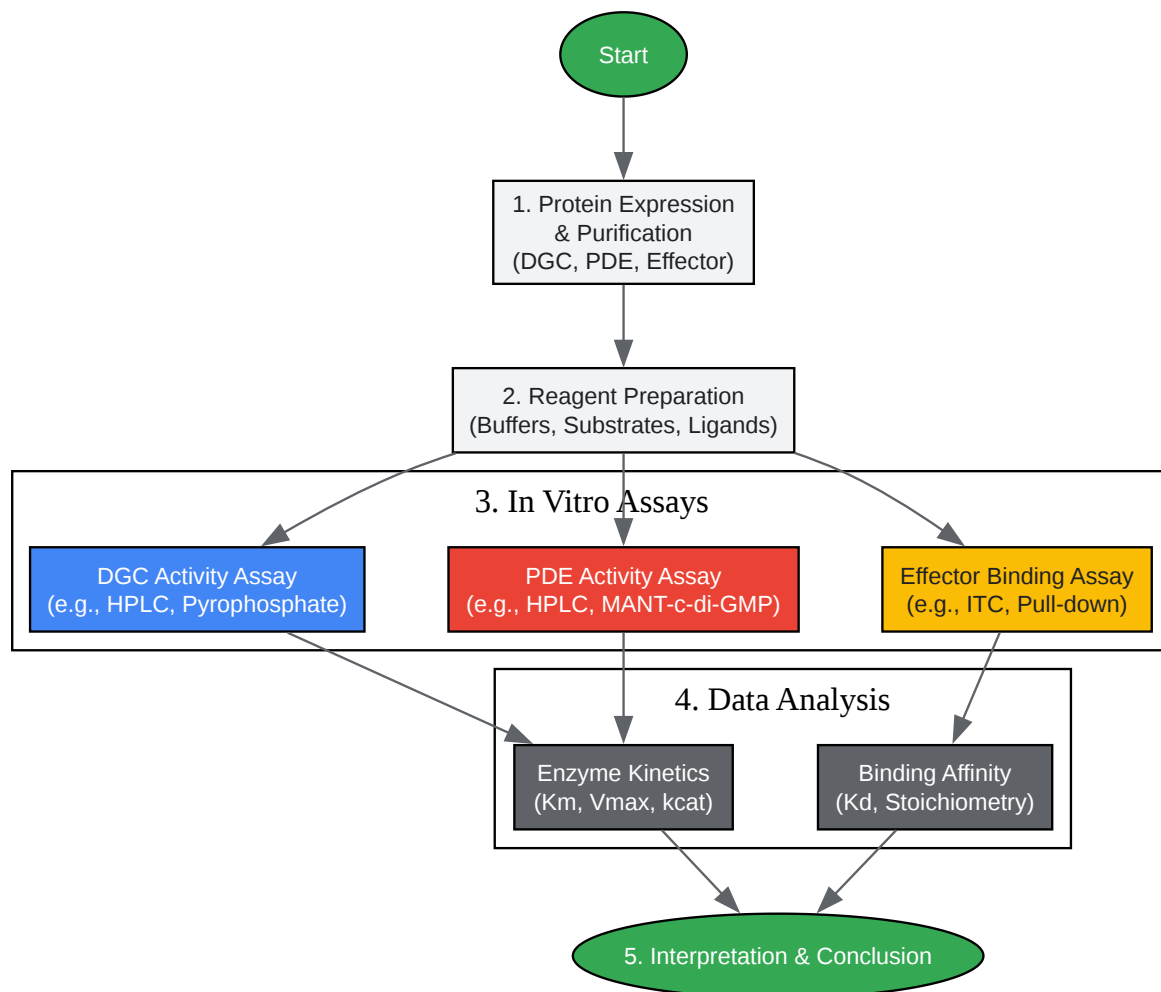 Start
1. Protein Expression
& Purification
(DGC, PDE, Effector)
2. Reagent Preparation
(Buffers, Substrates, Ligands)
3. In Vitro Assays
DGC Activity Assay
(e.g., HPLC, Pyrophosphate)
PDE Activity Assay
(e.g., HPLC, MANT-c-di-GMP)
Effector Binding Assay
(e.g., ITC, Pull-down)
4. Data Analysis
Enzyme Kinetics
(Km, Vmax, kcat)
Binding Affinity
(Kd, Stoichiometry)
5. Interpretation & Conclusion